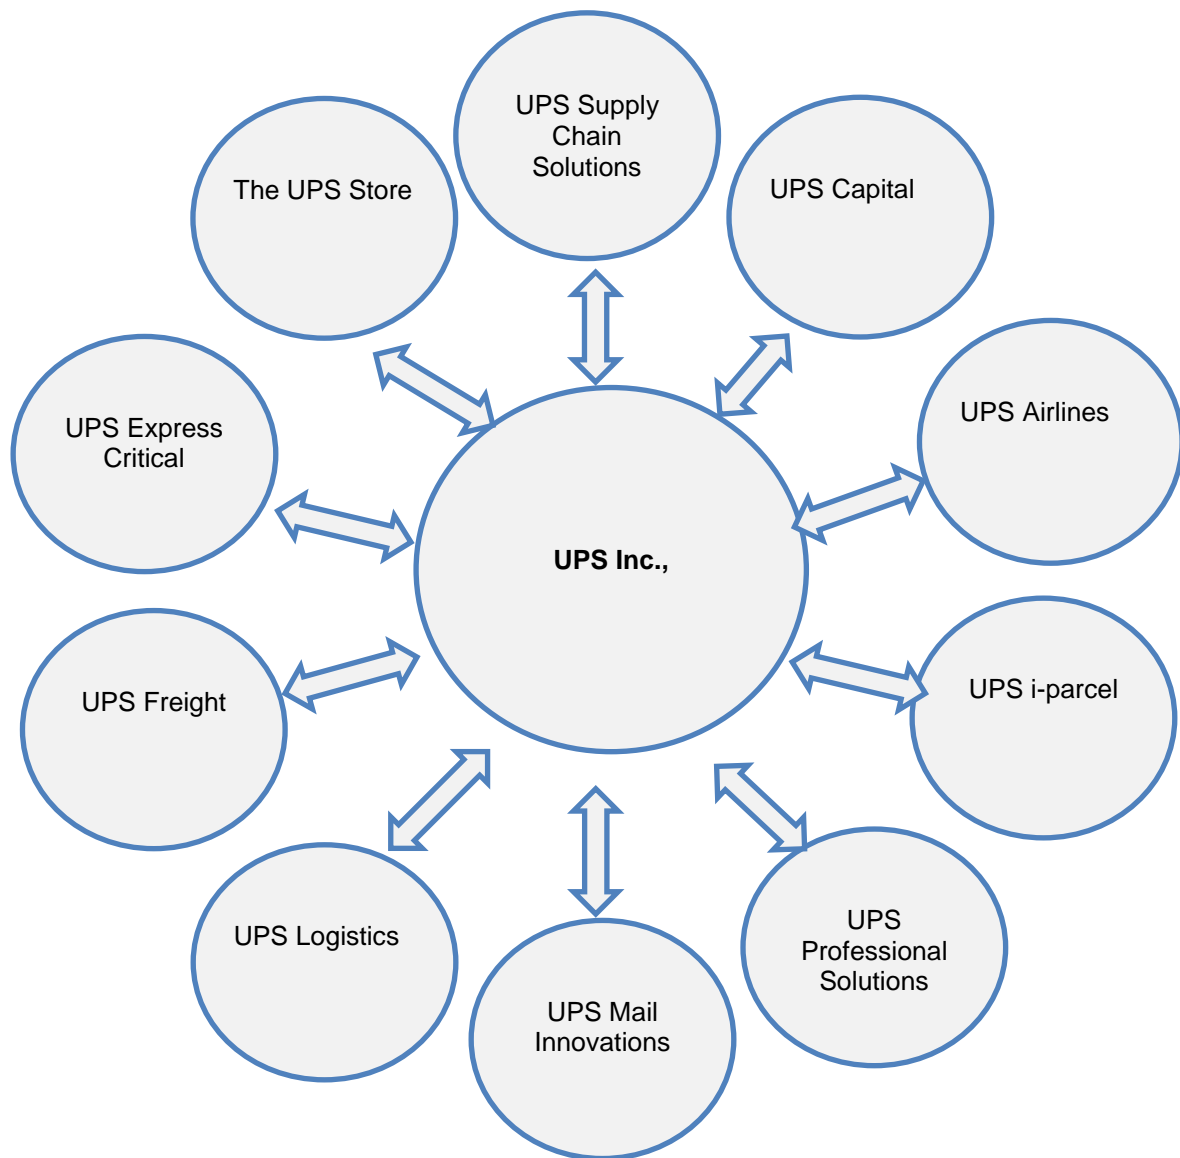 UPS Supply
Chain
Solutions
The UPS Store
UPS Capital
UPS Airlines
UPS Express
Critical
UPS Inc.,
UPS i-parcel
UPS Freight
UPS Logistics
UPS
Professional
Solutions
UPS Mail
Innovations